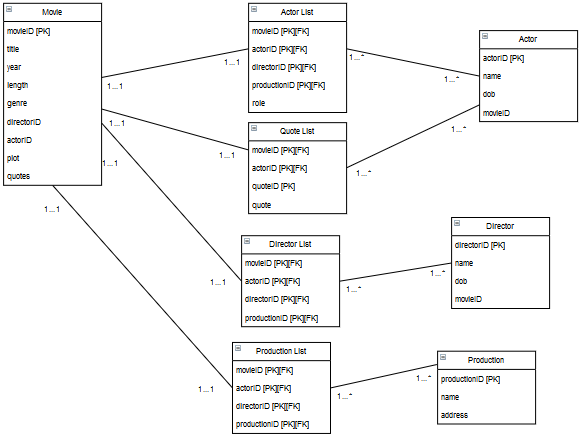 Movie
movieID [PK]
title
year
length
genre
directorID
actorID
plot
quotes
Actor List
movieID [PK][FK]
actorID [PK][FK]
directorID [PK][FK]
productionID [PK][FK]
role
Actor
actorID [PK]
name
dob
movieID
Quote List
movieID [PK][FK]
actorID [PK][FK]
quoteID [PK]
quote
Director List
movieID [PK][FK]
actorID [PK][FK]
directorID [PK][FK]
productionID [PK][FK]
Director
directorID [PK]
name
dob
movieID
Production List
movieID [PK][FK]
actorID [PK][FK]
directorID [PK][FK]
productionID [PK][FK]
Production
productionID [PK]
name
address
1...1
1...1
1...*
1...*
1...1
1...1
1...*
1...*
1...1
1...1
1...*
1...*
1...1
1...1
1...*
1...*